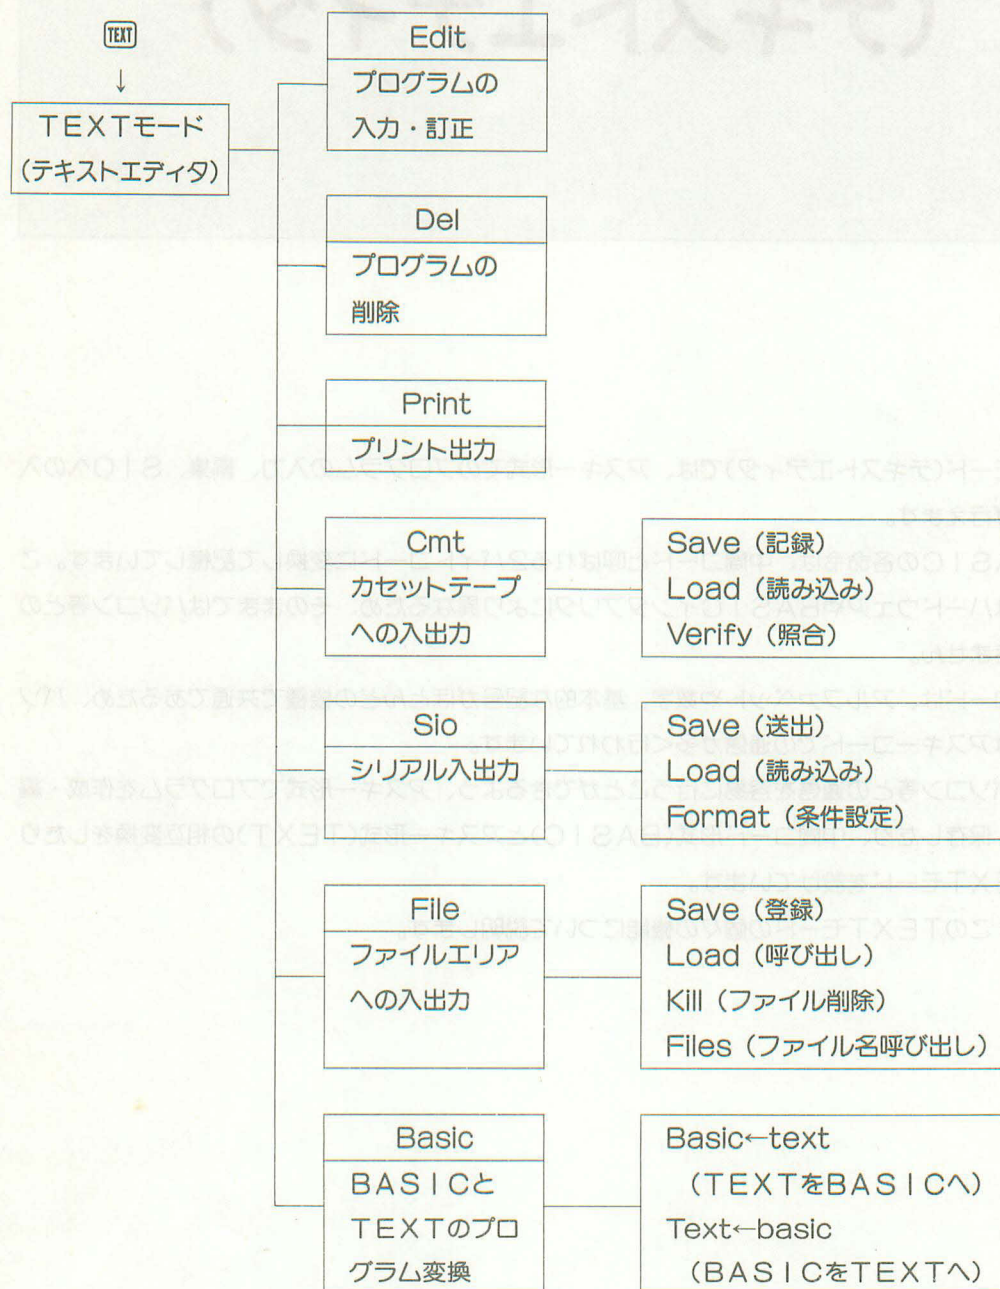 TEXT
↓
TEXTモード
(テキストエディタ)
Edit
プログラムの
入力・訂正
Del
プログラムの
削除
Print
プリント出力
Cmt
カセットテープ
への入出力
Save（記録）
Load（読み込み）
Verify（照合）
Sio
シリアル入出力
Save（送出）
Load（読み込み）
Format（条件設定）
File
ファイルエリア
への入出力
Save（登録）
Load（呼び出し）
Kill（ファイル削除）
Files（ファイル名呼び出し）
Basic
BASICと
TEXTのプロ
グラム変換
Basic←text
（TEXTをBASICへ）
Text←basic
（BASICをTEXTへ）